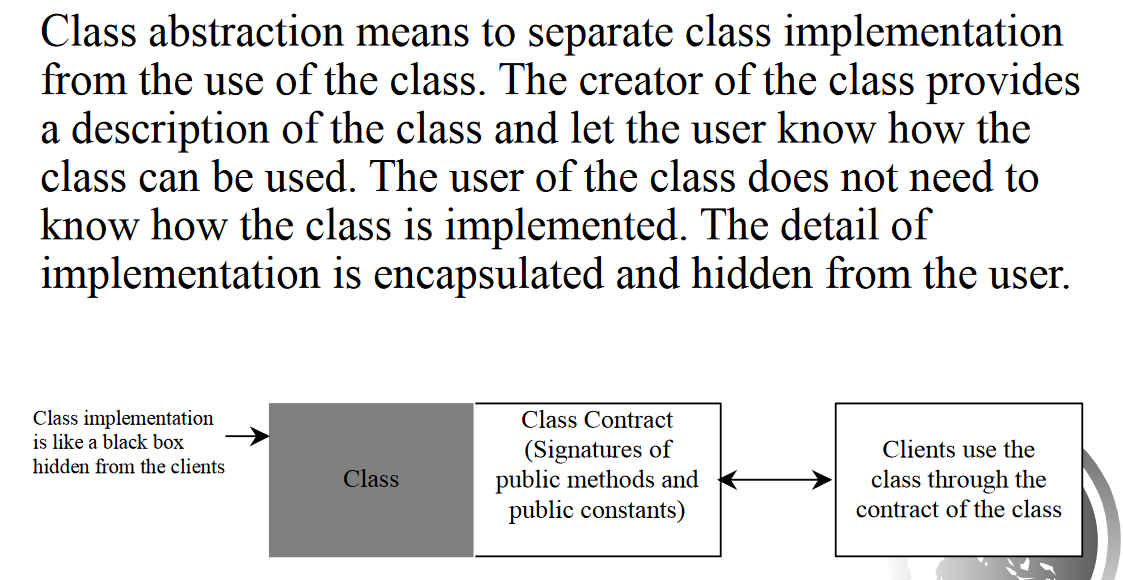 Class abstraction means to separate class implementation
from the use of the class. The creator of the class provides
a description of the class and let the user know how the
class can be used. The user of the class does not need to
know how the class is implemented. The detail of
implementation is encapsulated and hidden from the user.
Class implementation
is like a black box
hidden from the clients
Class
Class Contract
(Signatures of
public methods and
public constants)
Clients use the
class through the
contract of the class